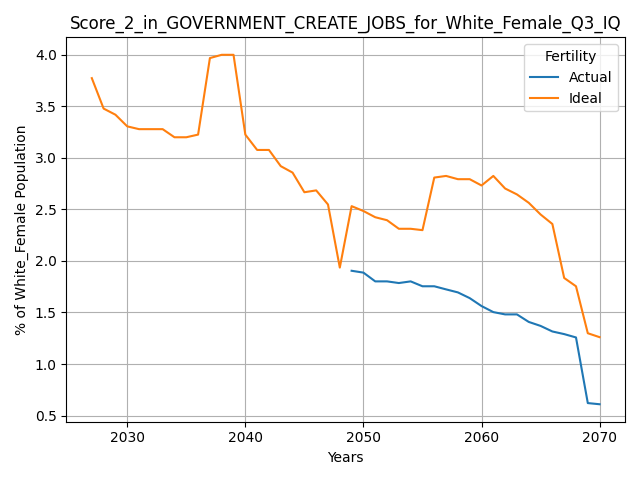 Score_2_in_GOVERNMENT_CREATE_JOBS_for_White_Female_Q3_IQ
Fertility
Actual
Ideal
% of White_Female Population
4.0
3.5
3.0
2.5
2.0
1.5
1.0
0.5
2030 2040 2050 2060 2070
Years